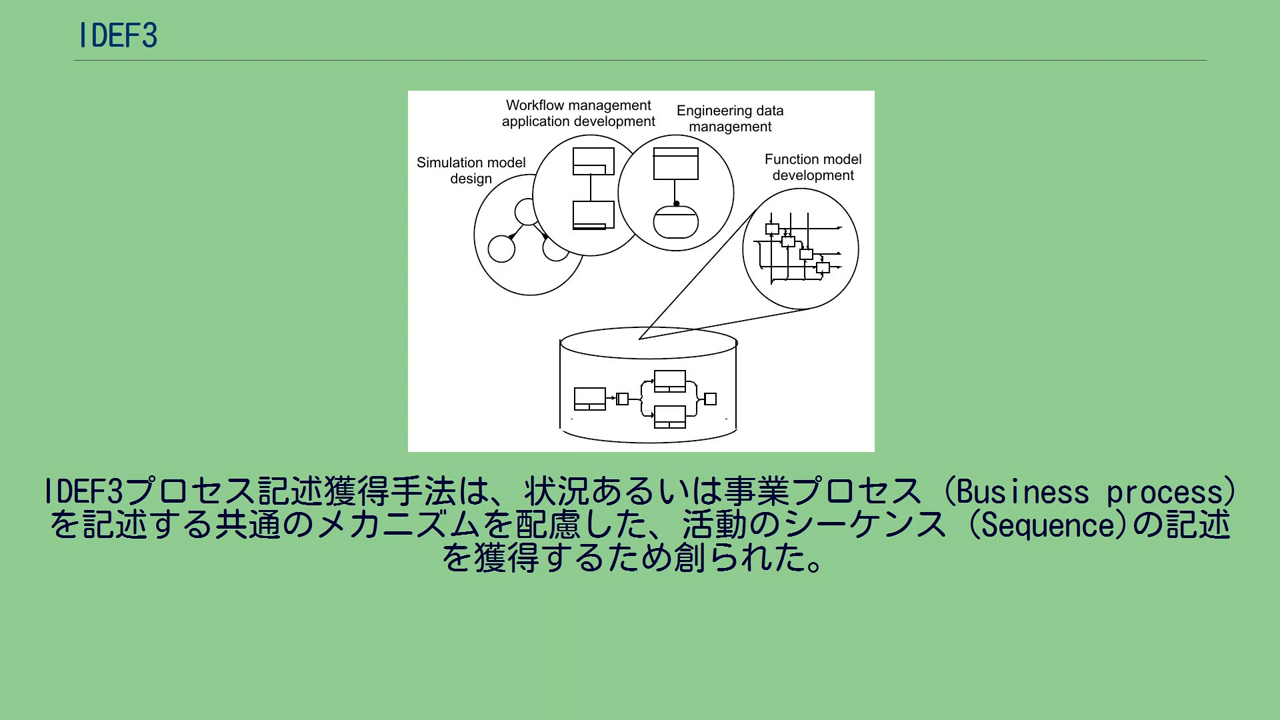 IDEF3
Workflow management
application development
Engineering data
management
Simulation model
design
Function model
development
IDEF3プロセス記述獲得手法は、状況あるいは事業プロセス（Business process）
を記述する共通のメカニズムを配慮した、活動のシーケンス（Sequence)の記述
を獲得するため創られた。